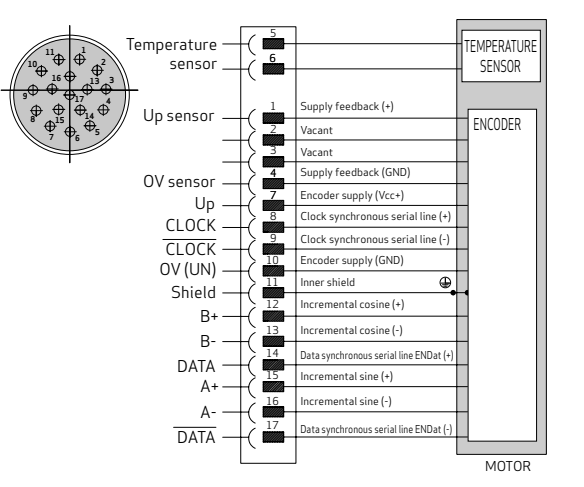 11
1
10
2
16
13
3
9
17
4
8
15
14
5
7
6
Temperature
sensor
5
6
TEMPERATURE
SENSOR
Up sensor
1
Supply feedback (+)
ENCODER
2
Vacant
3
Vacant
OV sensor
4
Supply feedback (GND)
Up
7
Encoder supply (Vcc+)
CLOCK
8
Clock synchronous serial line (+)
CLOCK
9
Clock synchronous serial line (-)
OV (UN)
10
Encoder supply (GND)
Shield
11
Inner shield
B+
12
Incremental cosine (+)
B-
13
Incremental cosine (-)
DATA
14
Data synchronous serial line ENDat (+)
A+
15
Incremental sine (+)
A-
16
Incremental sine (-)
DATA
17
Data synchronous serial line ENDat (-)
MOTOR